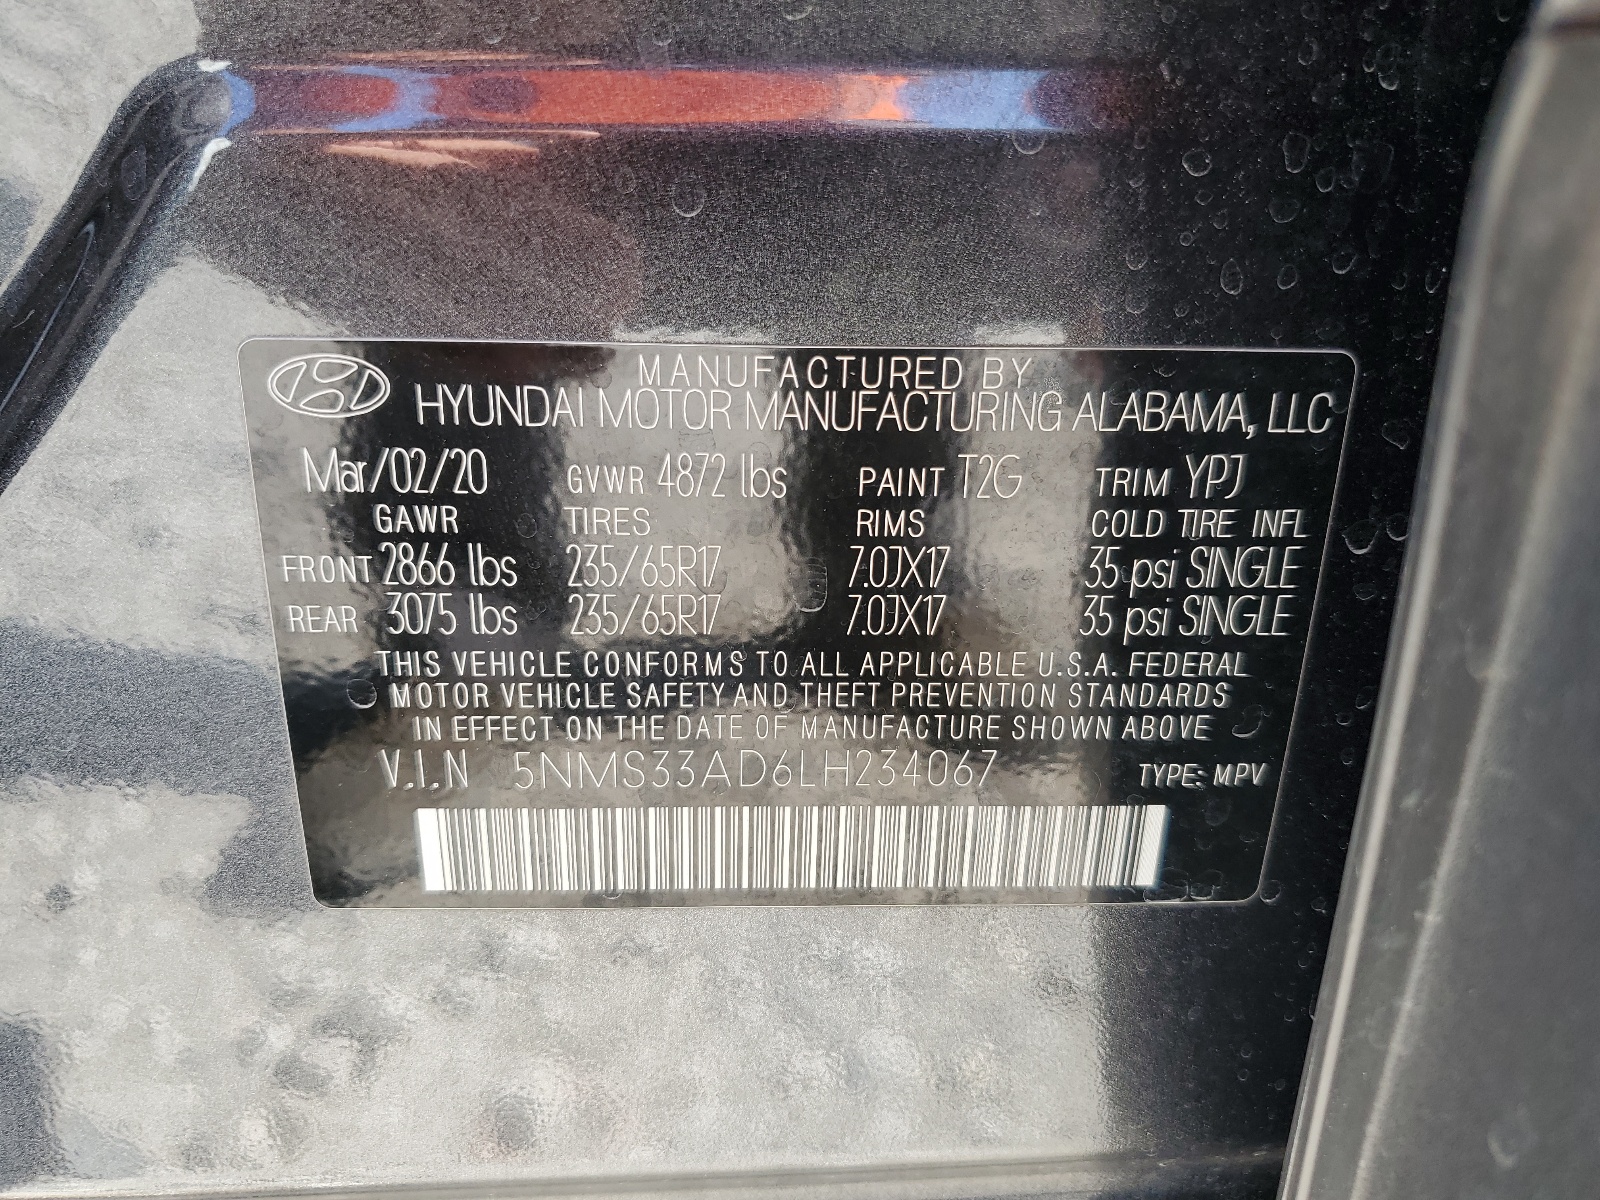 MANUFACTURED BY
HYUNDAI MOTOR MANUFACTURING ALABAMA, LLC
Mar/02/20 GVWR 4872 lbs PAINT T2G TRIM YPJ
GAWR TIRES RIMS COLD TIRE INFL
FRONT 2866 lbs 235/65R17 7.0JX17 35 psi SINGLE
REAR 3075 lbs 235/65R17 7.0JX17 35 psi SINGLE
THIS VEHICLE CONFORMS TO ALL APPLICABLE U.S.A. FEDERAL
MOTOR VEHICLE SAFETY AND THEFT PREVENTION STANDARDS
IN EFFECT ON THE DATE OF MANUFACTURE SHOWN ABOVE
V.I.N 5NMS33AD6LH234067 TYPE: MPV